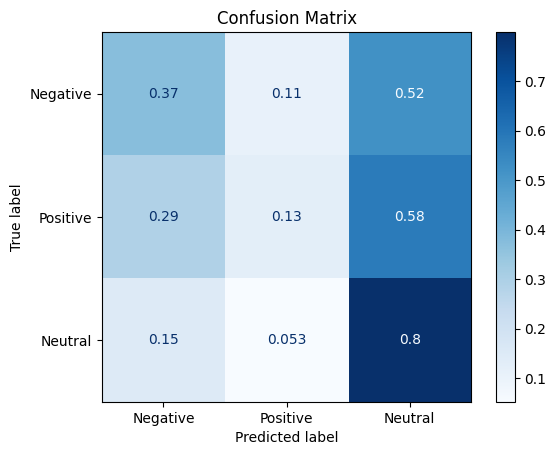 Confusion Matrix
True label
Negative 0.37 0.11 0.52
Positive 0.29 0.13 0.58
Neutral 0.15 0.053 0.8
Negative Positive Neutral
Predicted label
0.7
0.6
0.5
0.4
0.3
0.2
0.1